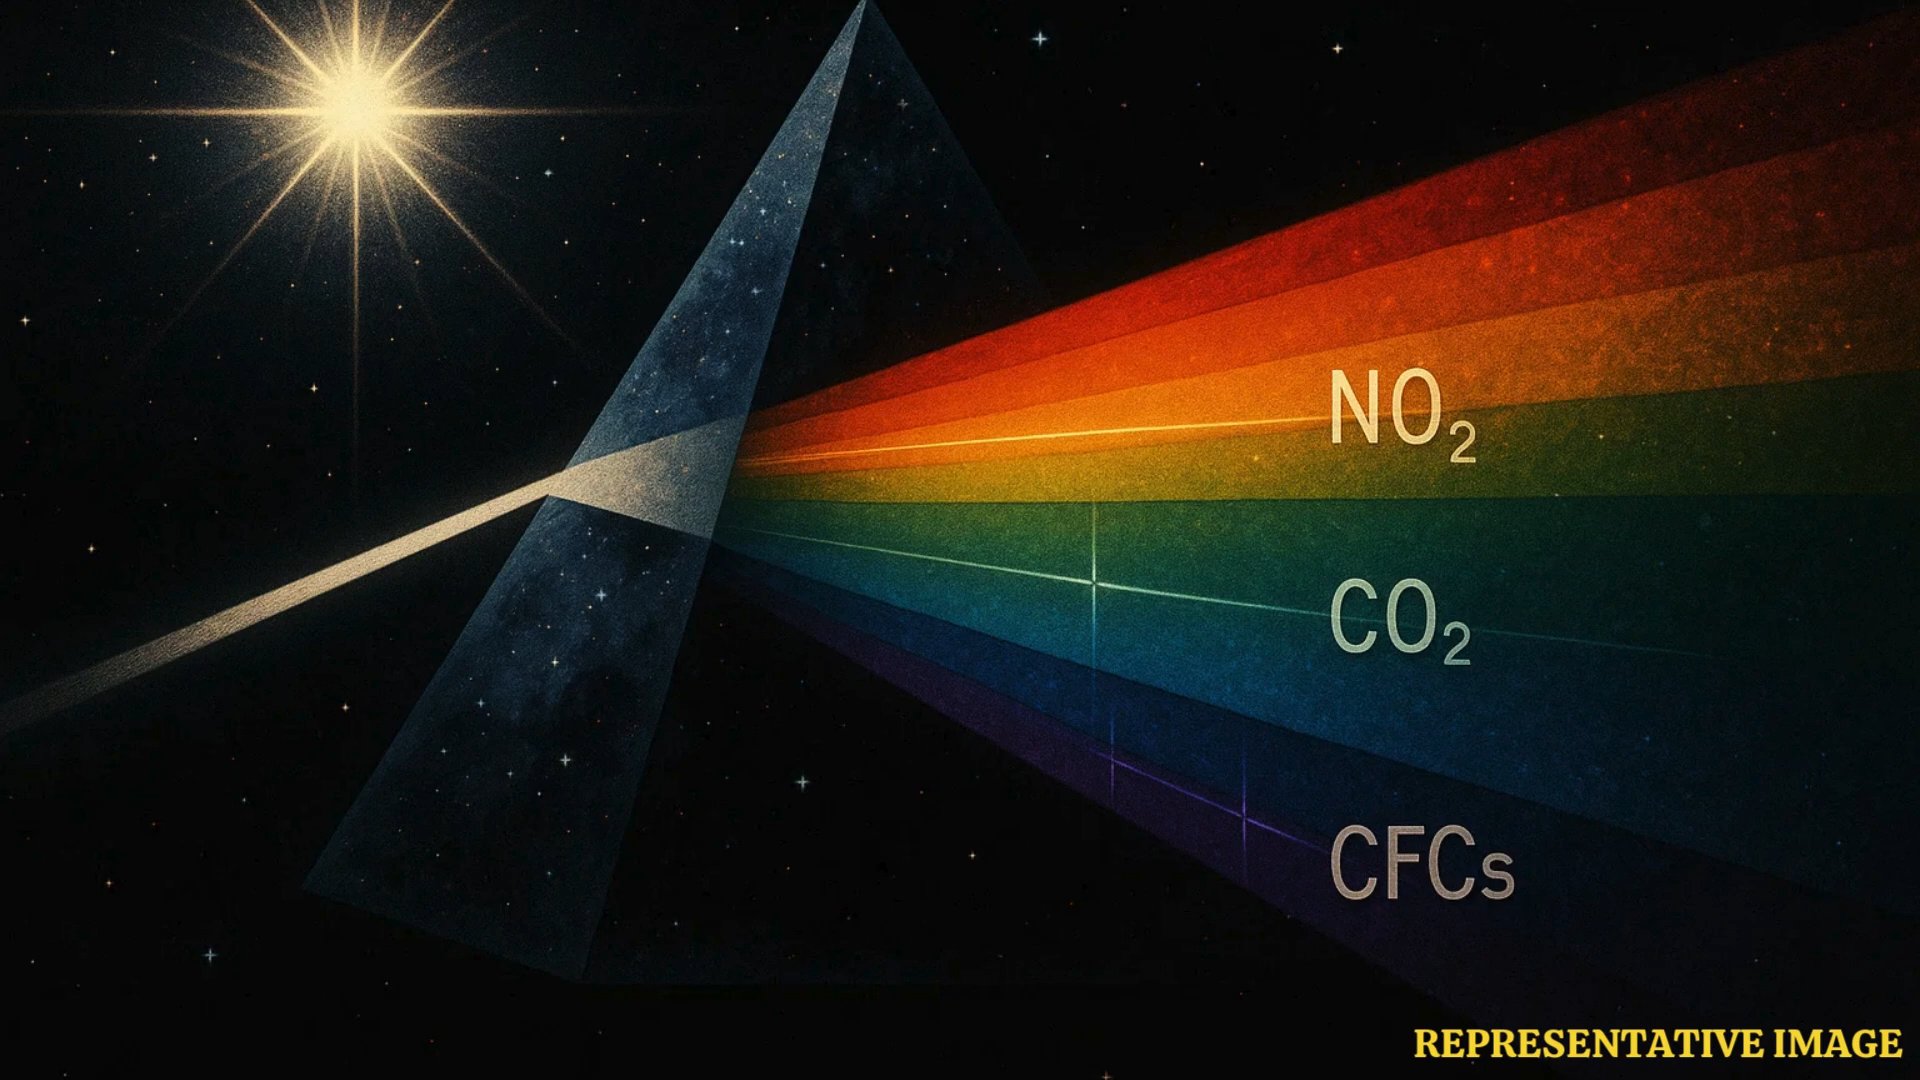 NO₂
CO₂
CFCs
REPRESENTATIVE IMAGE